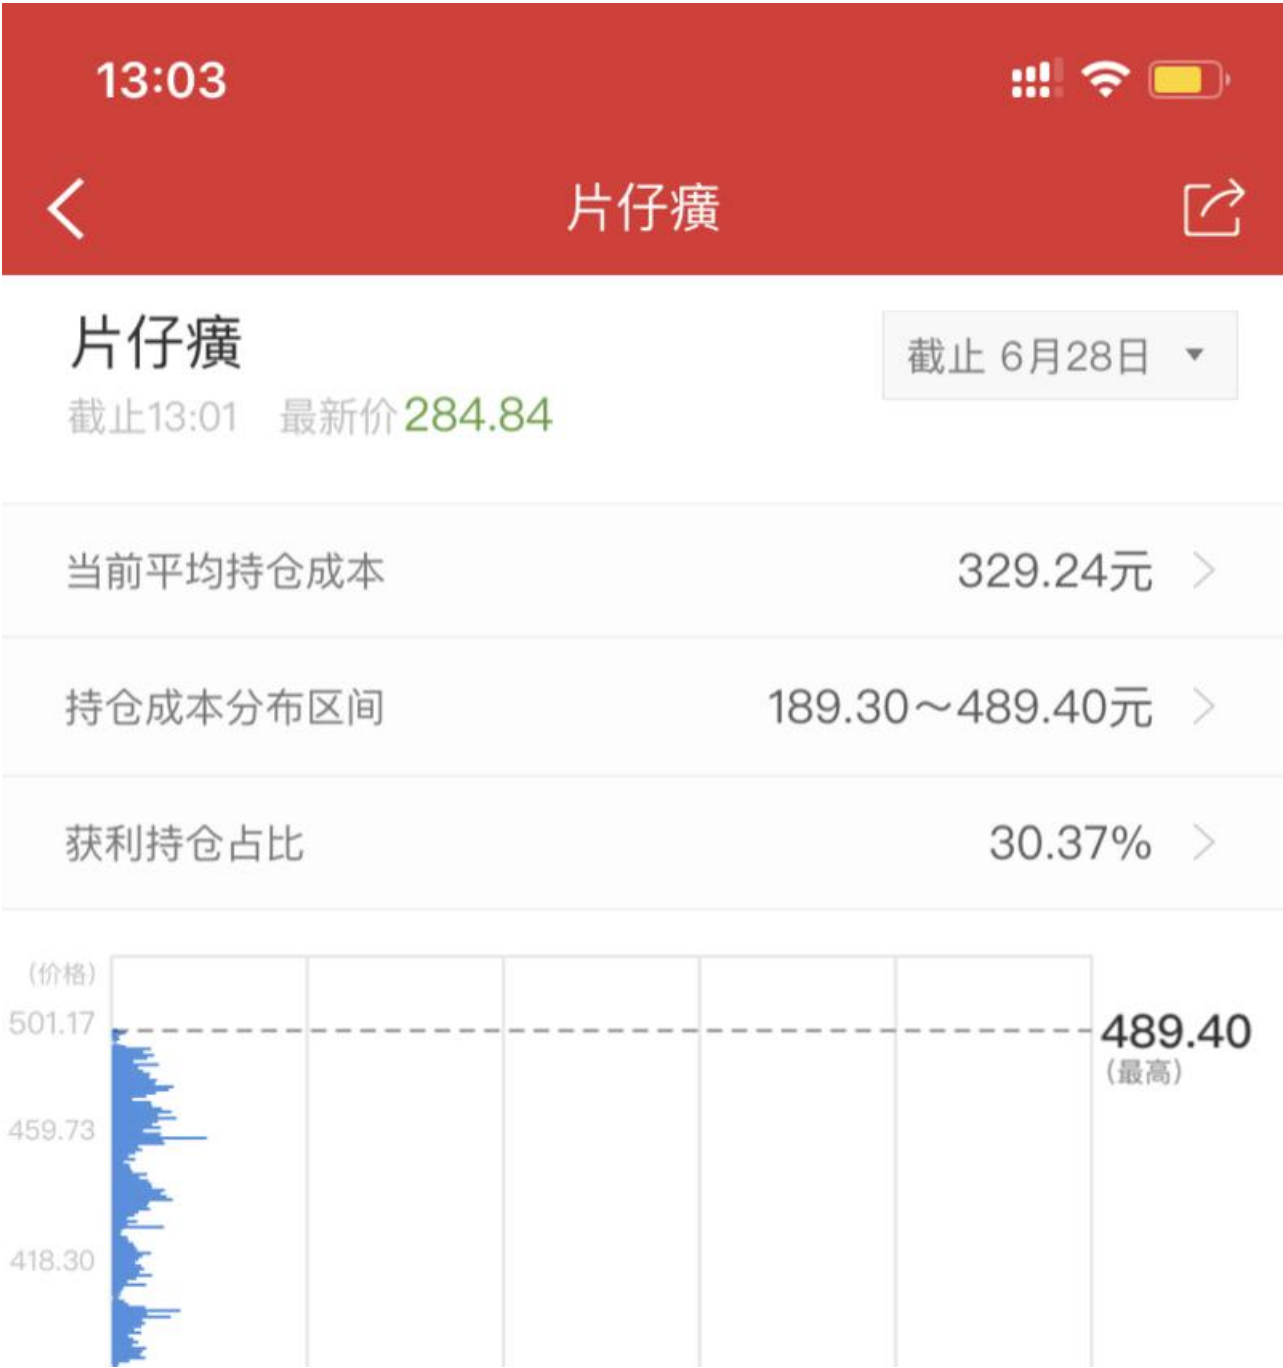 13:03
片仔癀
片仔癀
截止 6月28日
截止13:01 最新价284.84
当前平均持仓成本 329.24元
持仓成本分布区间 189.30～489.40元
获利持仓占比 30.37%
(价格)
501.17
489.40
(最高)
459.73
418.30